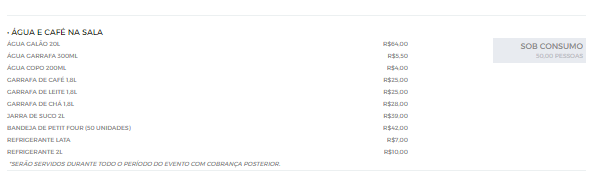 • ÁGUA E CAFÉ NA SALA
ÁGUA GALÃO 20L R$64,00
ÁGUA GARRAFA 300ML R$5,50
ÁGUA COPO 200ML R$4,00
CARRAFA DE CAFÉ 1,8L R$25,00
GARRAFA DE LEITE 1,8L R$25,00
GARRAFA DE CHÁ 1,8L R$28,00
JARRA DE SUCO 2L R$39,00
BANDEJA DE PETIT FOUR (50 UNIDADES) R$42,00
REFRIGERANTE LATA R$7,00
REFRIGERANTE 2L R$10,00
*SERÃO SERVIDOS DURANTE TODO O PERÍODO DO EVENTO COM COBRANÇA POSTERIOR.
SOB CONSUMO
50,00 PESSOAS